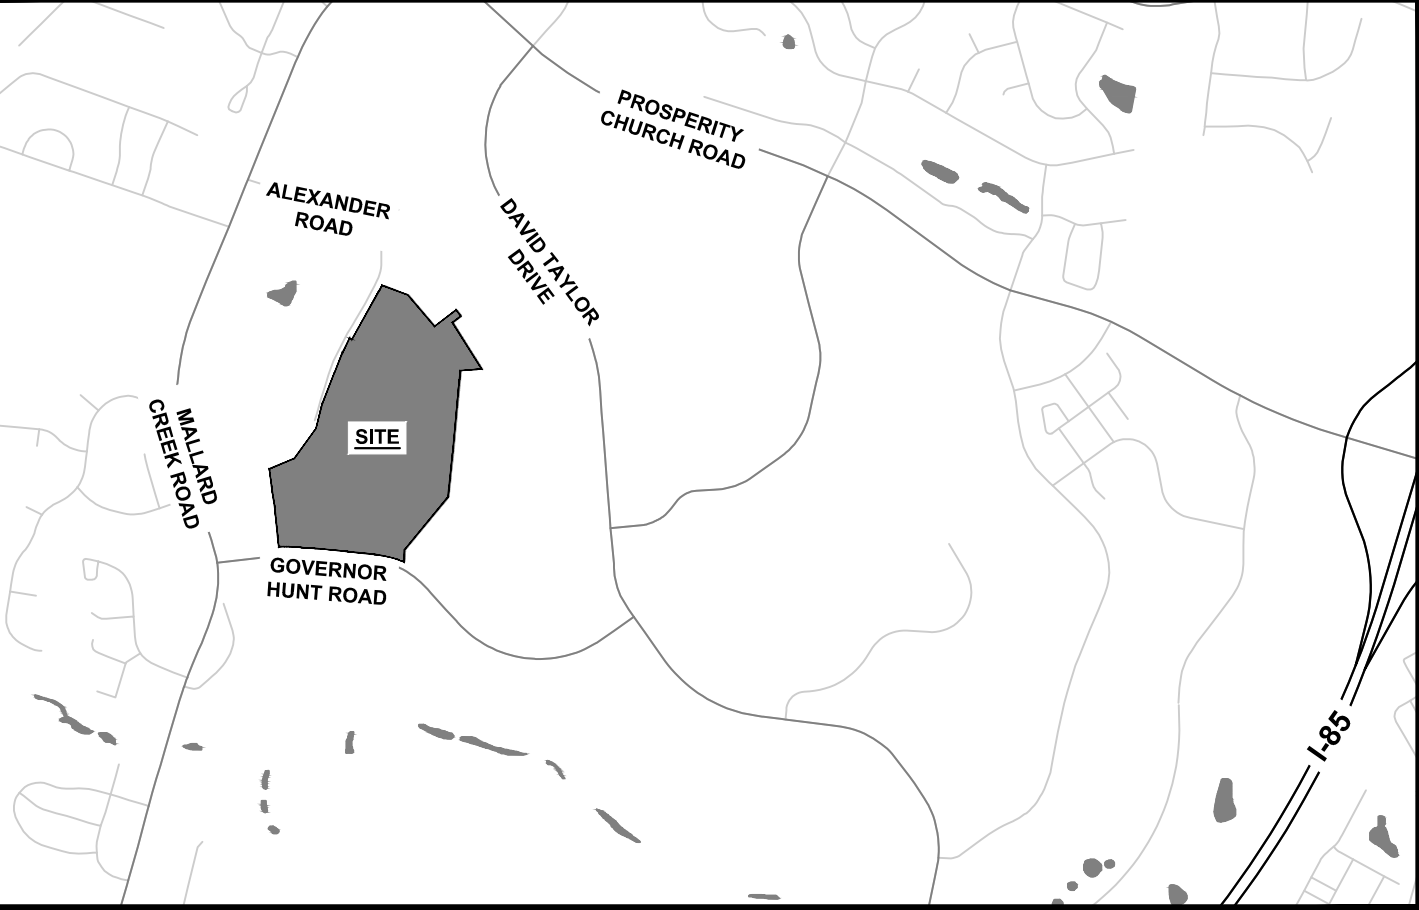 PROSPERITY
CHURCH ROAD
ALEXANDER
ROAD
DAVID TAYLOR
DRIVE
MALLARD
CREEK ROAD
SITE
GOVERNOR
HUNT ROAD
I-85